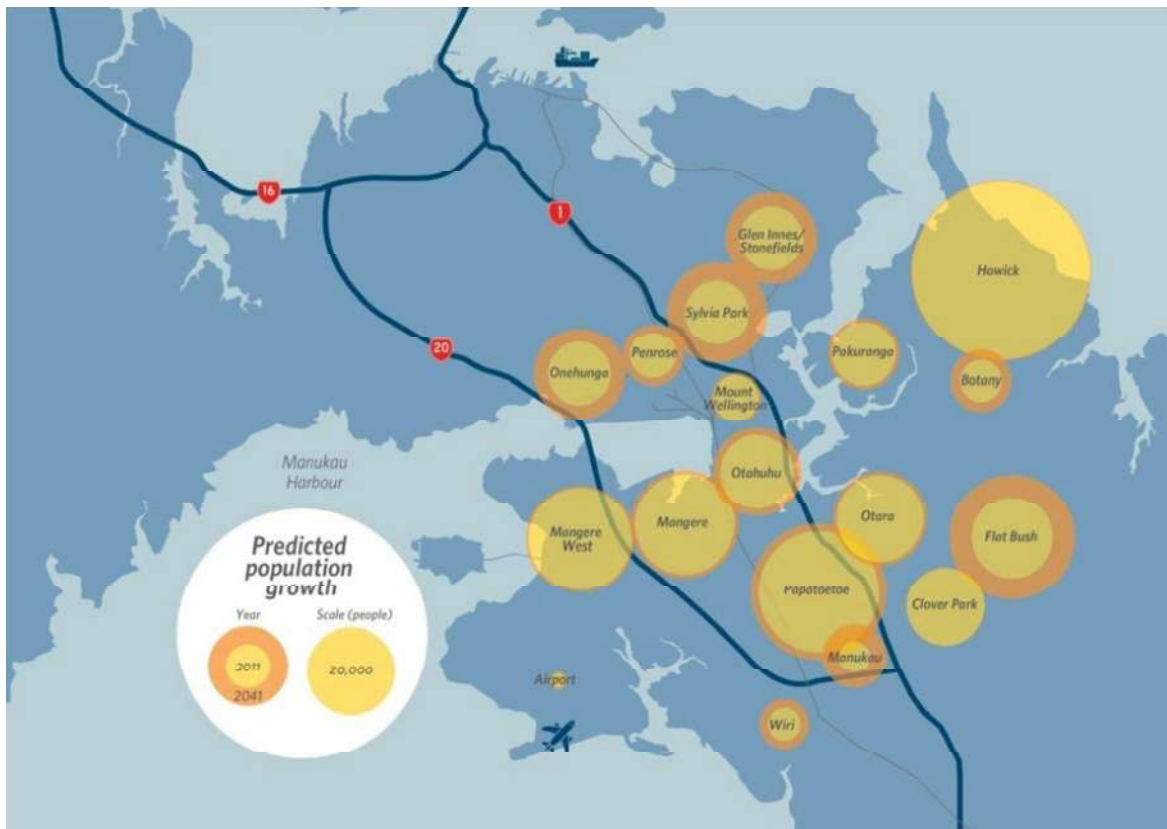 16
1
Glen Innes/
Stonefields
Howick
Sylvia Park
20
Penrose
Pakuranga
Onehunga
Botany
Mount
Wellington
Manukau
Harbour
Otahuhu
Mangere
Otara
Mangere
West
Flat Bush
Papatoetoe
Clover Park
Manukau
Airport
Wiri
Predicted
population
growth
Year
Scale (people)
2011
20,000
2041